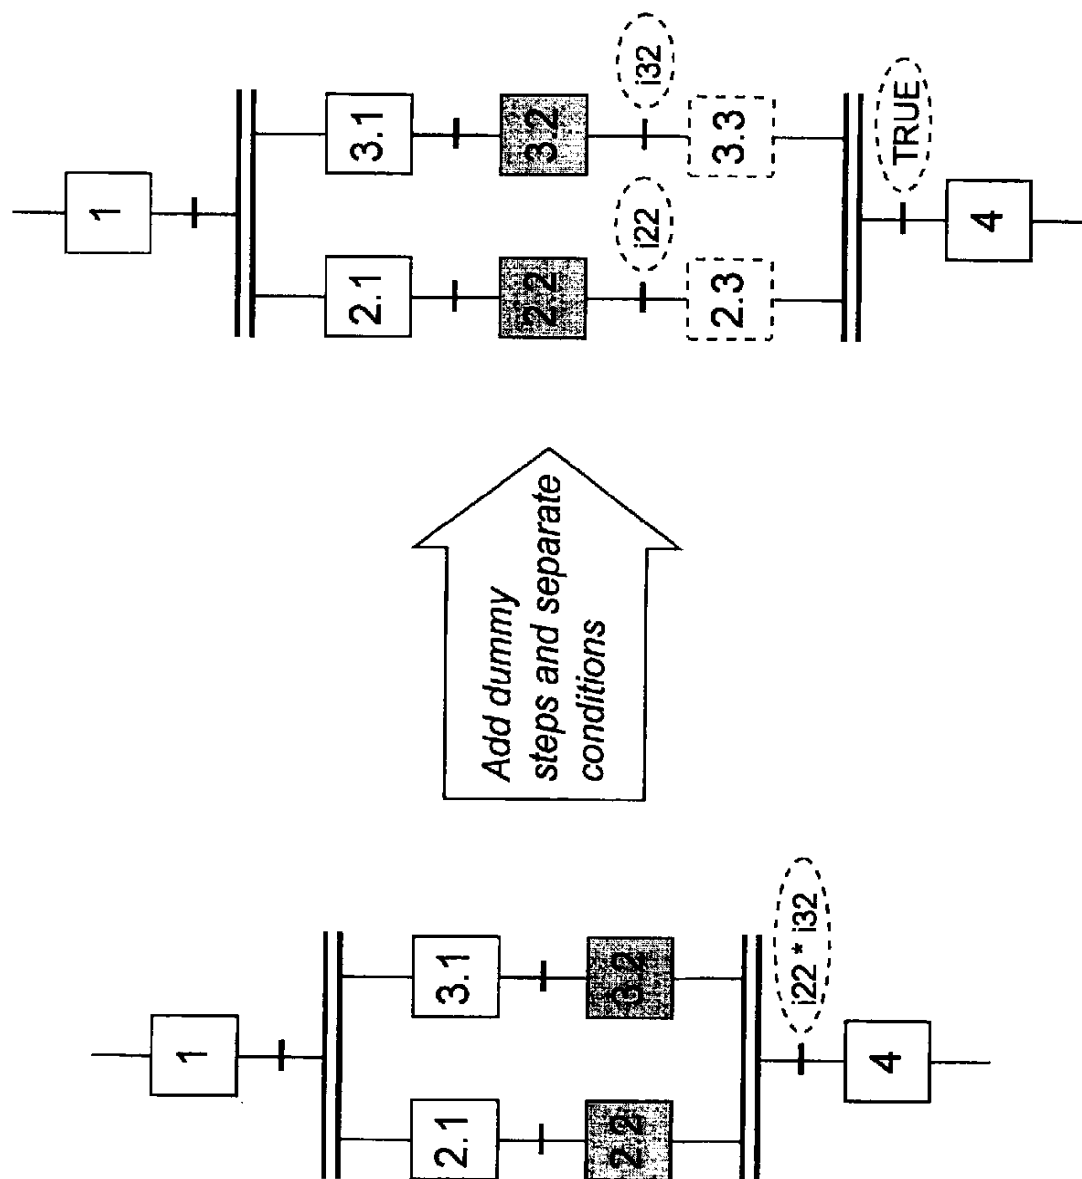 1
2.1
3.1
2.2
3.2
i22 * i32
4
Add dummy
steps and separate
conditions
1
2.1
3.1
2.2
3.2
i22
i32
2.3
3.3
TRUE
4